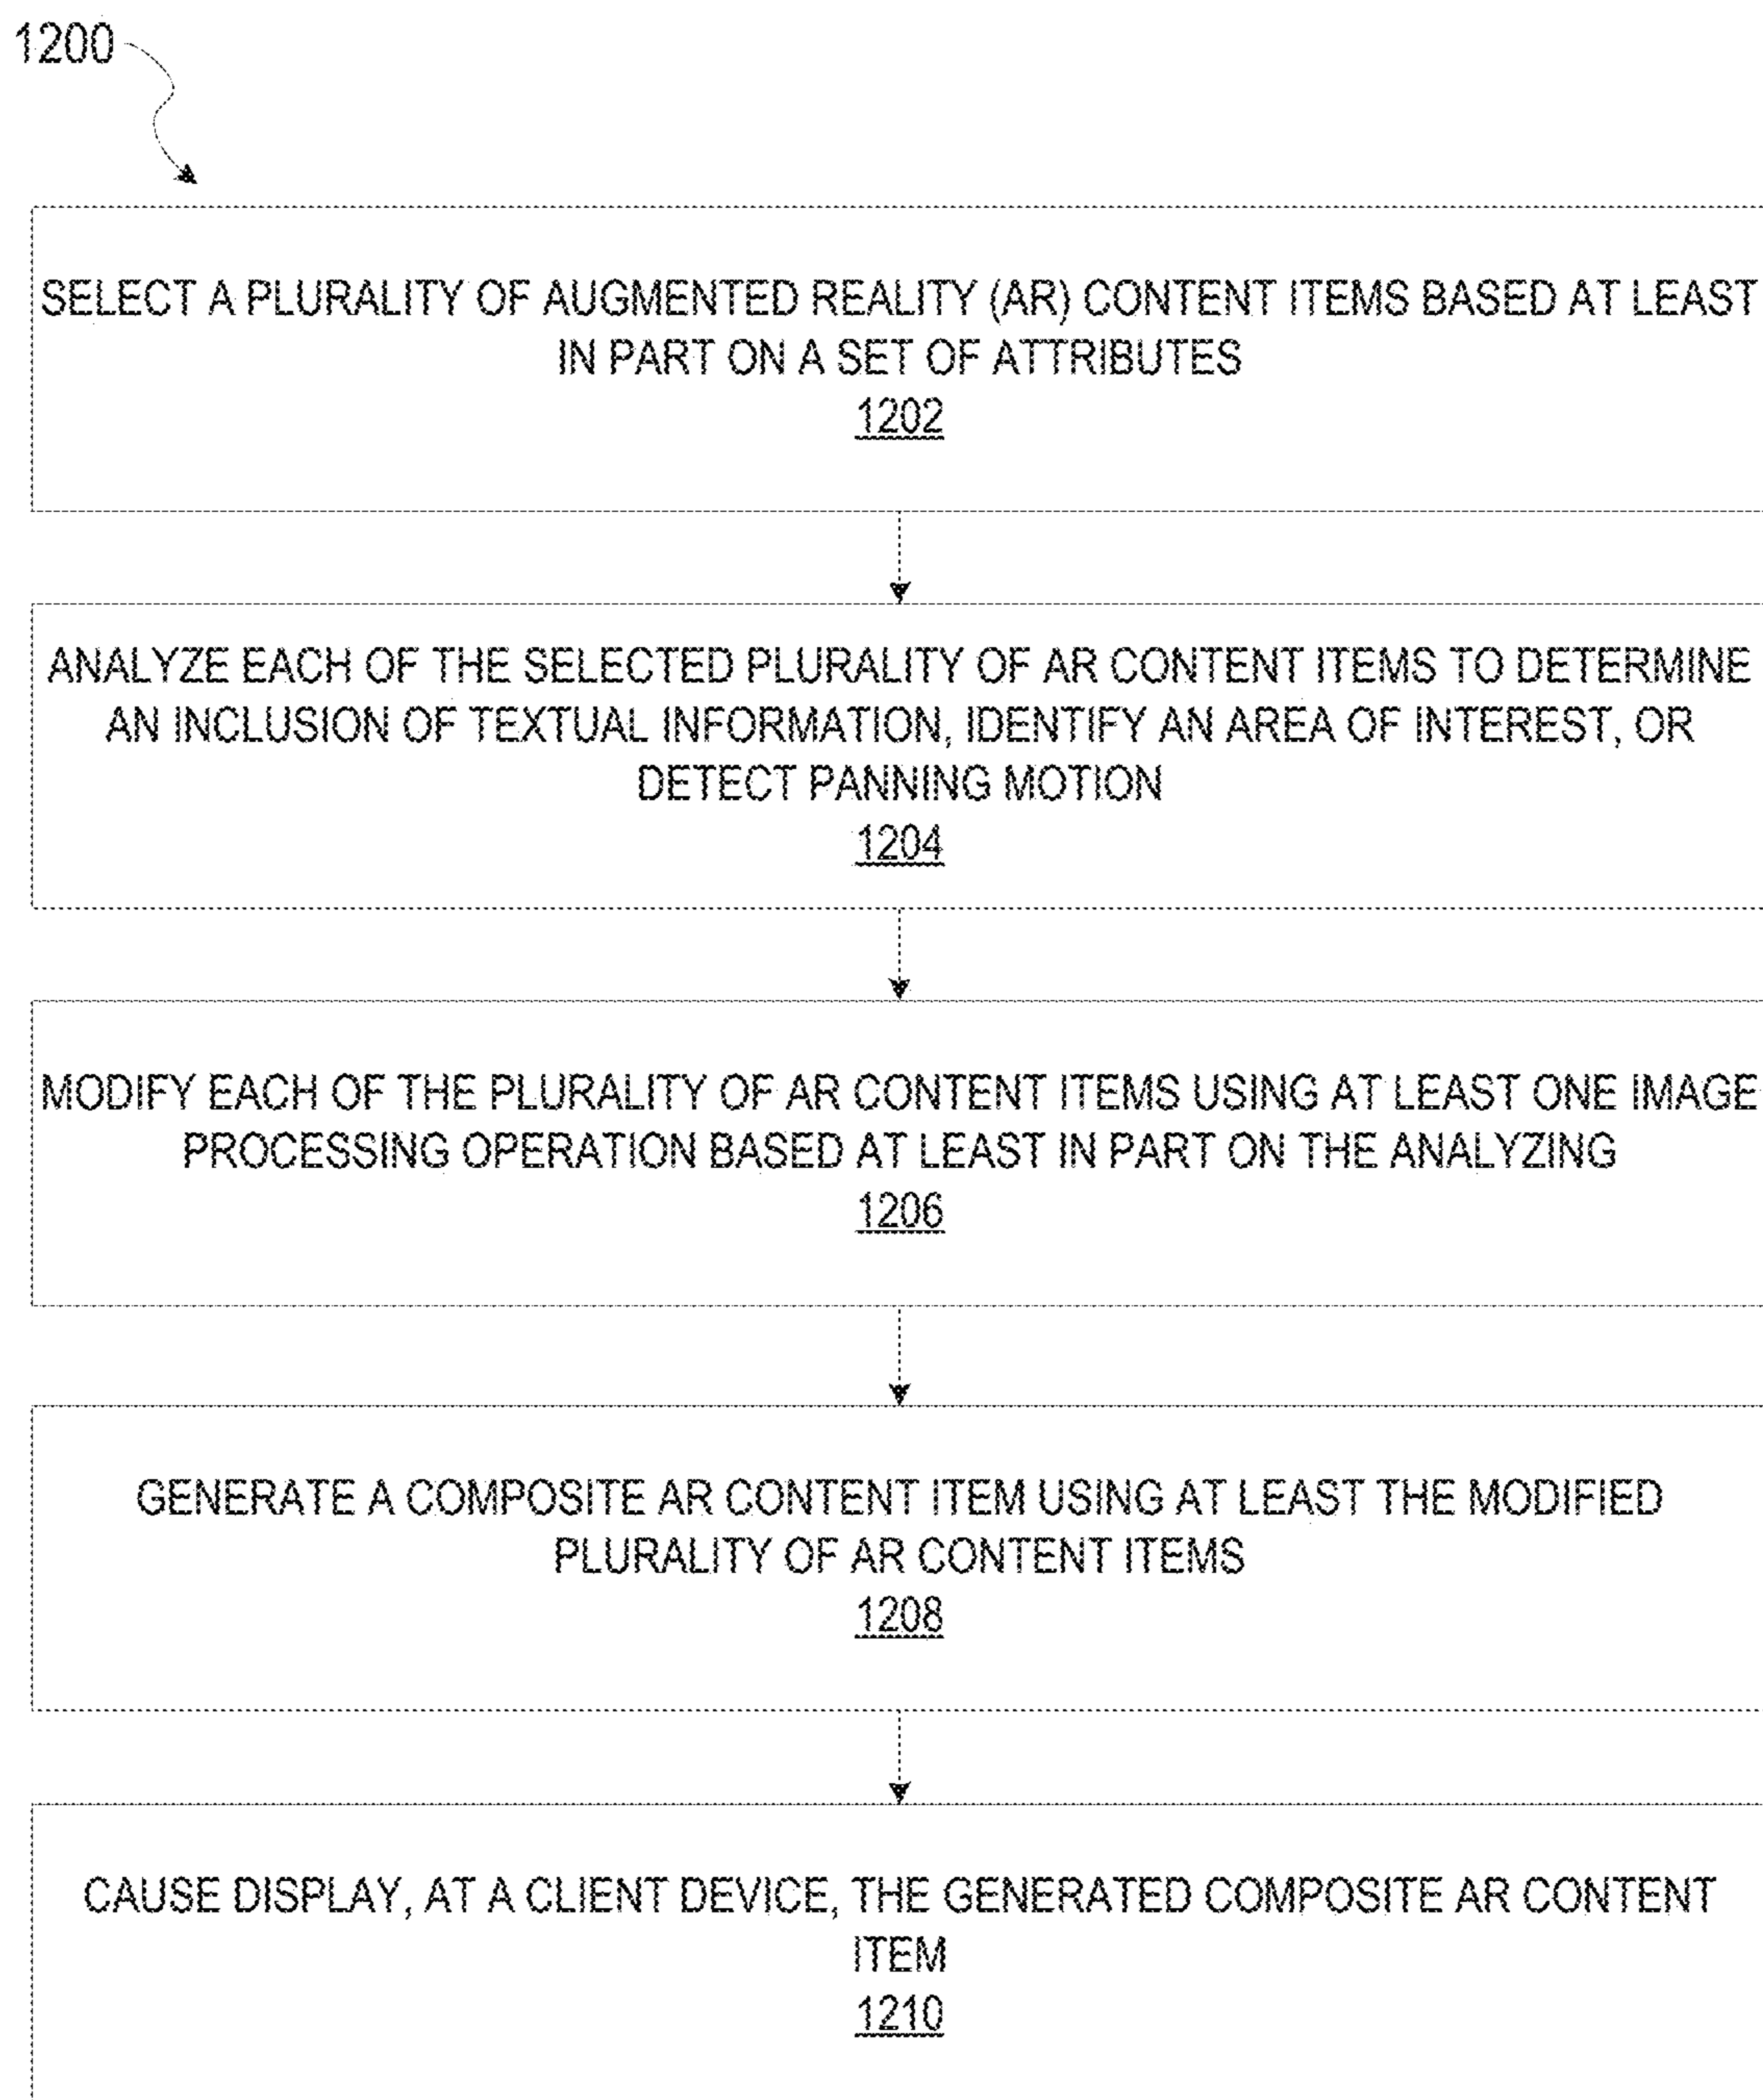 1200
SELECT A PLURALITY OF AUGMENTED REALITY (AR) CONTENT ITEMS BASED AT LEAST
IN PART ON A SET OF ATTRIBUTES
1202
ANALYZE EACH OF THE SELECTED PLURALITY OF AR CONTENT ITEMS TO DETERMINE
AN INCLUSION OF TEXTUAL INFORMATION, IDENTIFY AN AREA OF INTEREST, OR
DETECT PANNING MOTION
1204
MODIFY EACH OF THE PLURALITY OF AR CONTENT ITEMS USING AT LEAST ONE IMAGE
PROCESSING OPERATION BASED AT LEAST IN PART ON THE ANALYZING
1206
GENERATE A COMPOSITE AR CONTENT ITEM USING AT LEAST THE MODIFIED
PLURALITY OF AR CONTENT ITEMS
1208
CAUSE DISPLAY, AT A CLIENT DEVICE, THE GENERATED COMPOSITE AR CONTENT
ITEM
1210